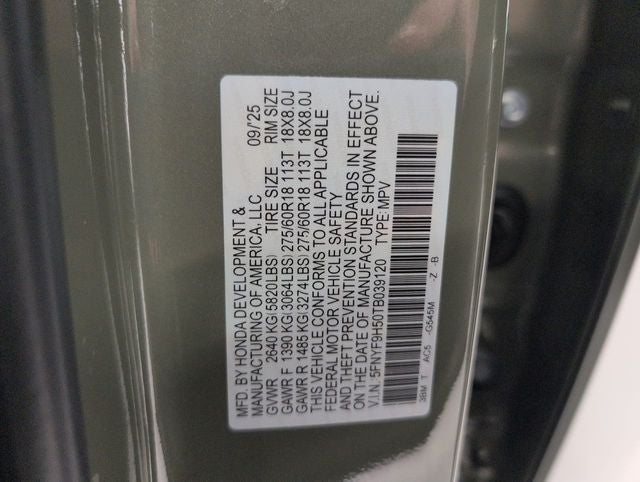 MFD. BY HONDA DEVELOPMENT &
MANUFACTURING OF AMERICA, LLC 09/'25
GVWR 2640 KG(5820LBS) TIRE SIZE RIM SIZE
GAWR F 1390 KG(3064LBS) 275/60R18 113T 18X8.0J
GAWR R 1485 KG(3274LBS) 275/60R18 113T 18X8.0J
THIS VEHICLE CONFORMS TO ALL APPLICABLE
FEDERAL MOTOR VEHICLE SAFETY
AND THEFT PREVENTION STANDARDS IN EFFECT
ON THE DATE OF MANUFACTURE SHOWN ABOVE.
V.I.N.: 5FNYF9H50TB039120 TYPE:MPV
3BM T AC5 -G545M -Z -B